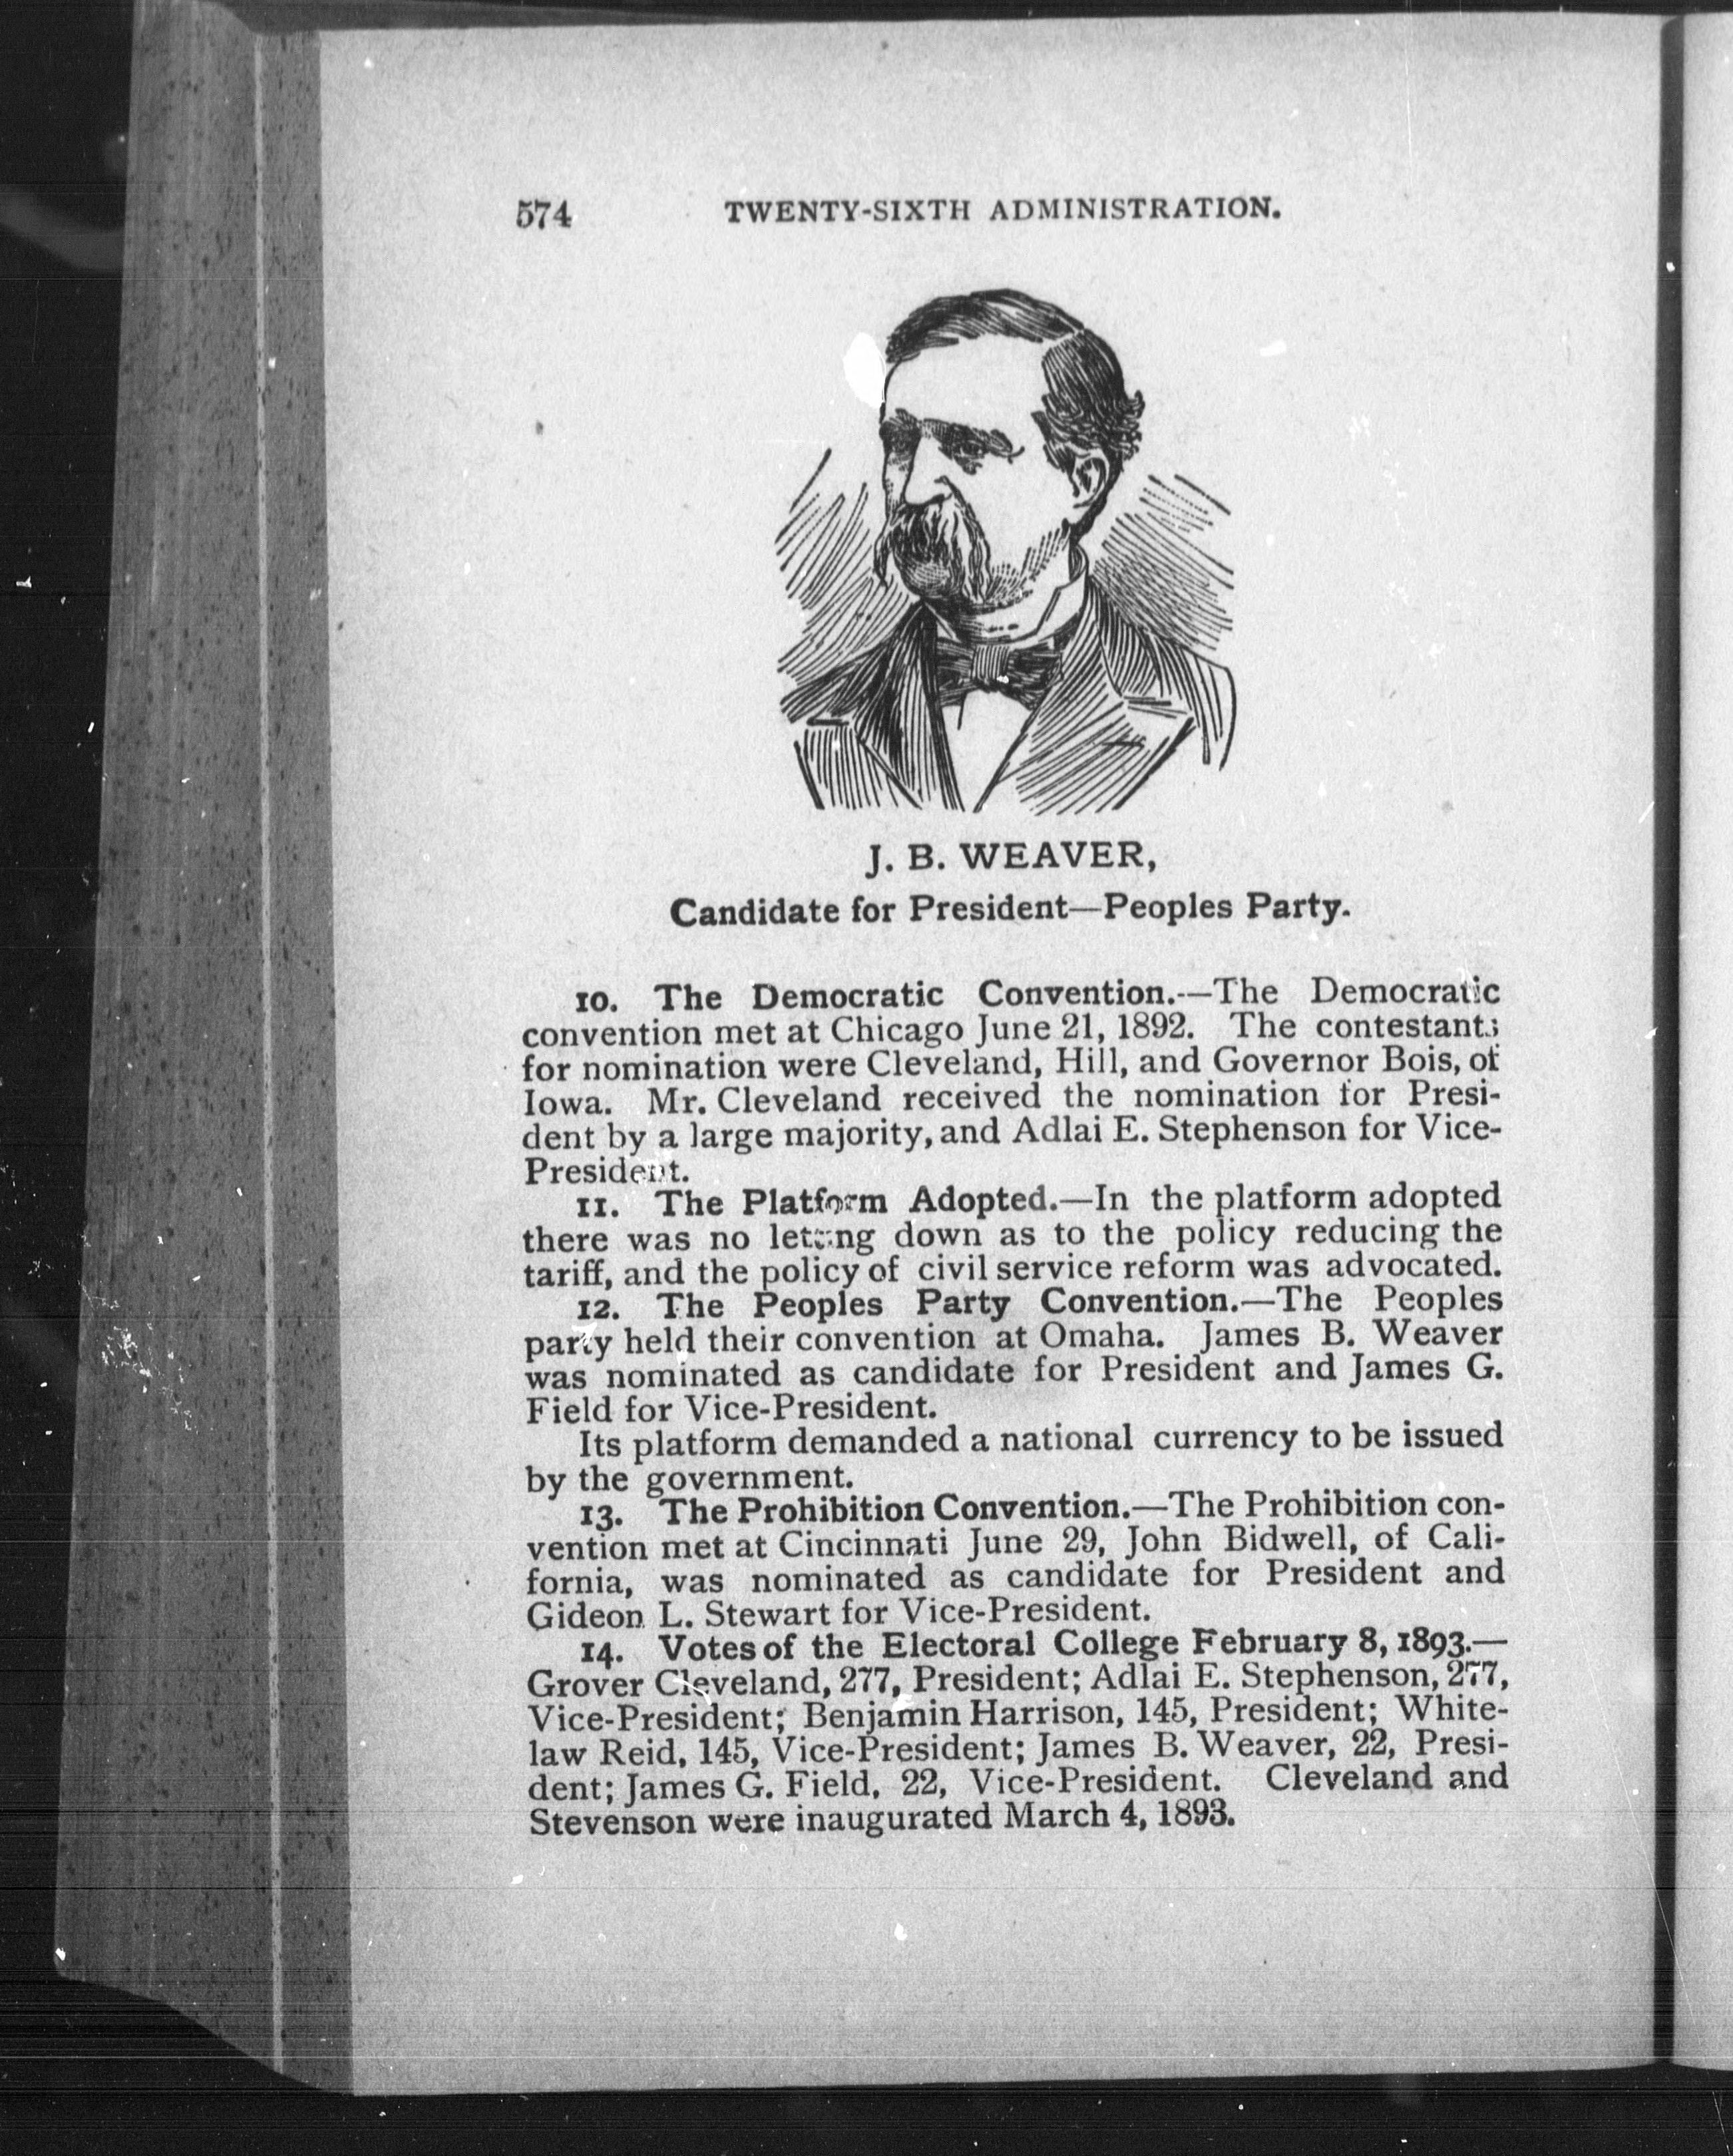 574 TWENTY-SIXTH ADMINISTRATION.
J. B. WEAVER,
Candidate for President—Peoples Party.
10. The Democratic Convention.—The Democratic
convention met at Chicago June 21, 1892. The contestants
for nomination were Cleveland, Hill, and Governor Bois, of
Iowa. Mr. Cleveland received the nomination for Presi-
dent by a large majority, and Adlai E. Stephenson for Vice-
President.
11. The Platform Adopted.—In the platform adopted
there was no letting down as to the policy reducing the
tariff, and the policy of civil service reform was advocated.
12. The Peoples Party Convention.—The Peoples
party held their convention at Omaha. James B. Weaver
was nominated as candidate for President and James G.
Field for Vice-President.
Its platform demanded a national currency to be issued
by the government.
13. The Prohibition Convention.—The Prohibition con-
vention met at Cincinnati June 29, John Bidwell, of Cali-
fornia, was nominated as candidate for President and
Gideon L. Stewart for Vice-President.
14. Votes of the Electoral College February 8, 1893.—
Grover Cleveland, 277, President; Adlai E. Stephenson, 277,
Vice-President; Benjamin Harrison, 145, President; White-
law Reid, 145, Vice-President; James B. Weaver, 22, Presi-
dent; James G. Field, 22, Vice-President. Cleveland and
Stevenson were inaugurated March 4, 1893.